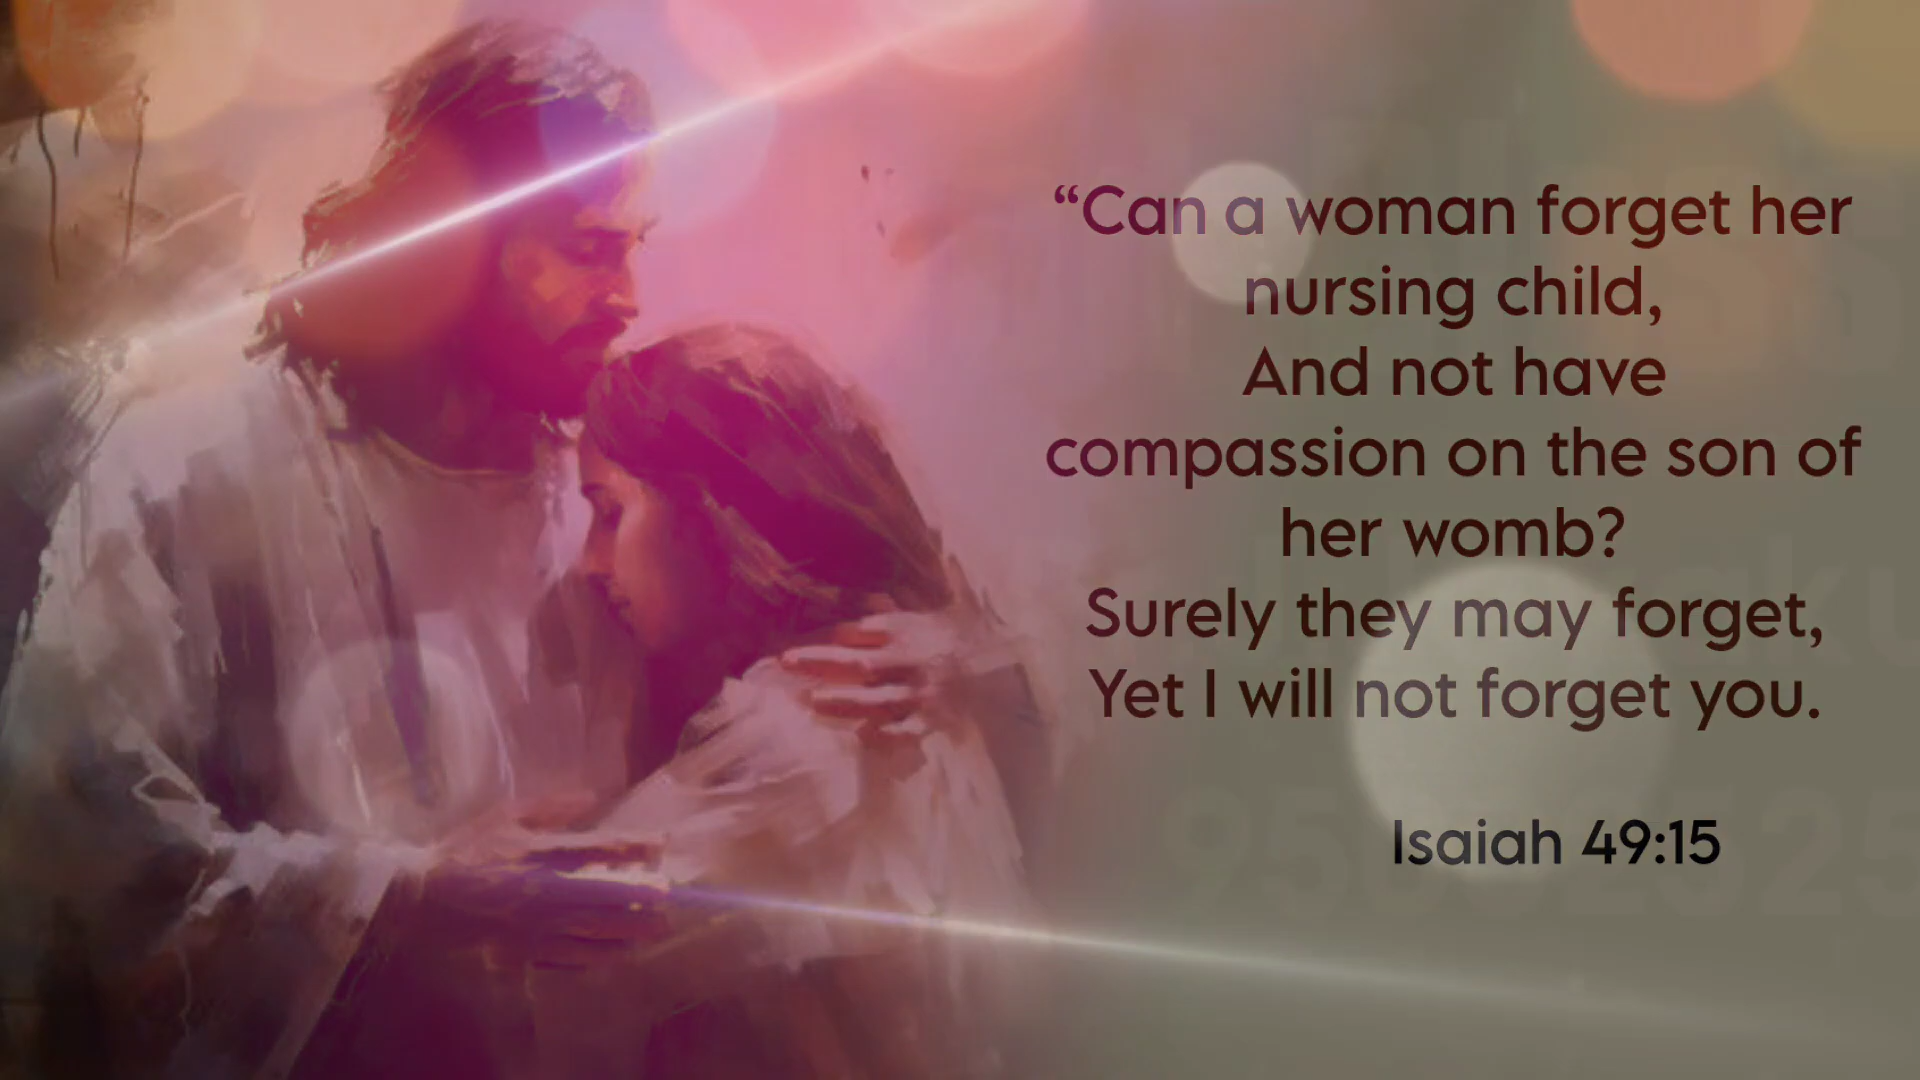 “Can a woman forget her
nursing child,
And not have
compassion on the son of
her womb?
Surely they may forget,
Yet I will not forget you.
Isaiah 49:15